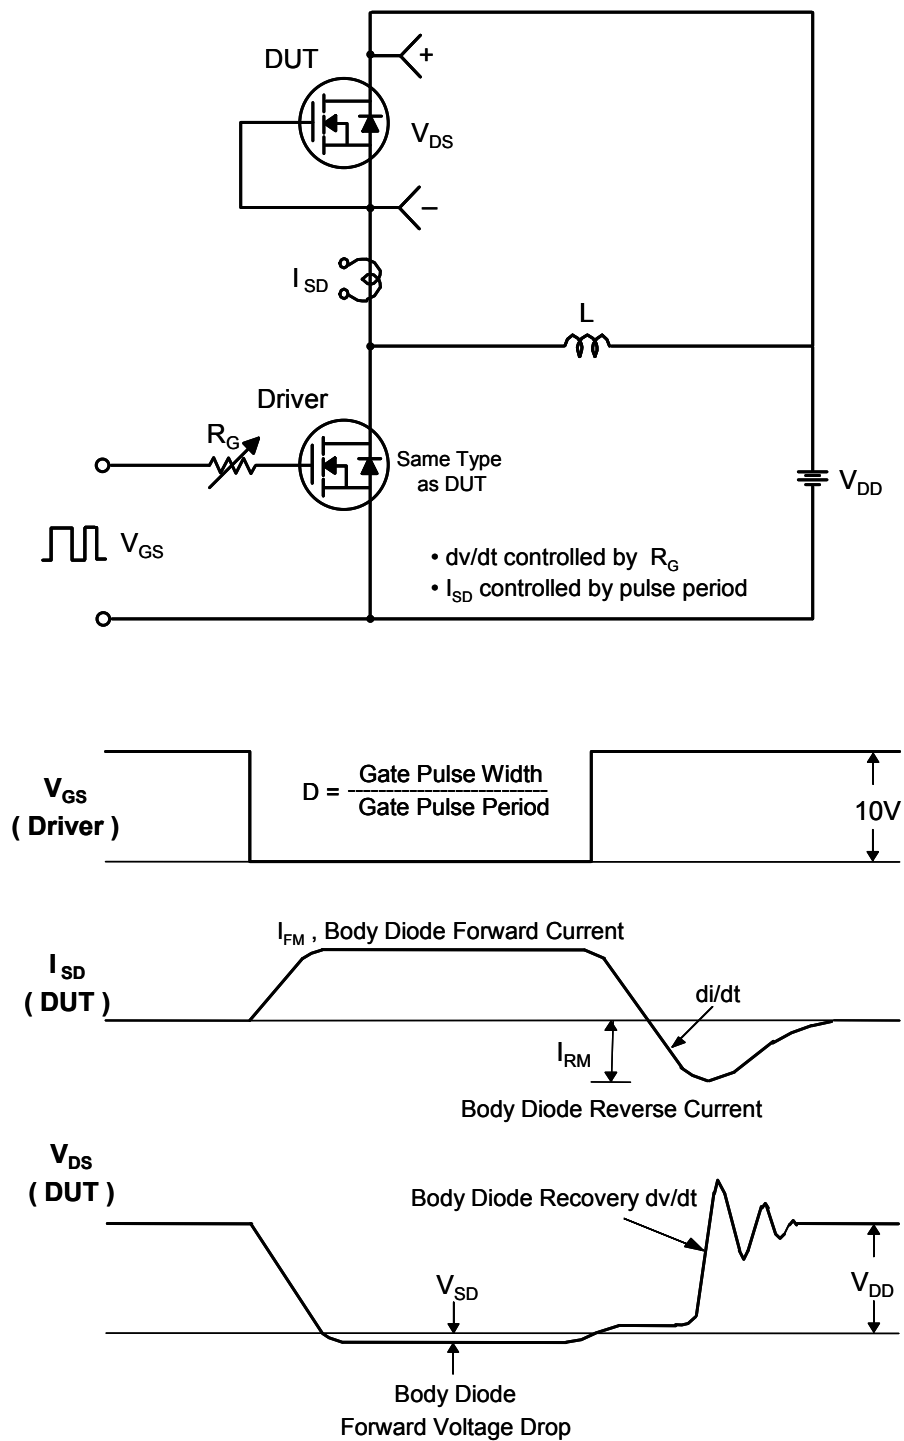 DUT
+
V_DS
−
I_SD
L
Driver
R_G
Same Type
as DUT
V_DD
V_GS
• dv/dt controlled by R_G
• I_SD controlled by pulse period
V_GS
( Driver )
D = Gate Pulse Width
Gate Pulse Period
10V
I_FM , Body Diode Forward Current
I_SD
( DUT )
di/dt
I_RM
Body Diode Reverse Current
V_DS
( DUT )
Body Diode Recovery dv/dt
V_SD
V_DD
Body Diode
Forward Voltage Drop